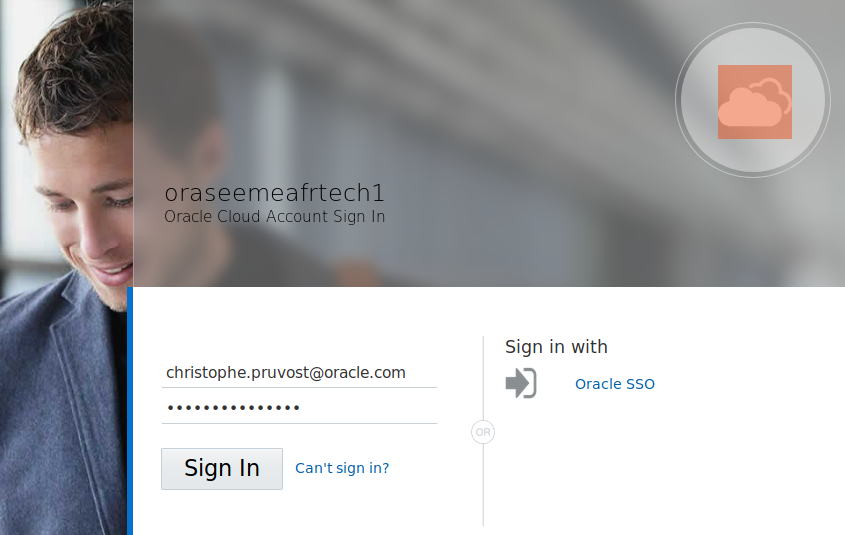 oraseemeafrtech1
Oracle Cloud Account Sign In
christophe.pruvost@oracle.com
•••••••••••••••
Sign In
Can't sign in?
OR
Sign in with
Oracle SSO